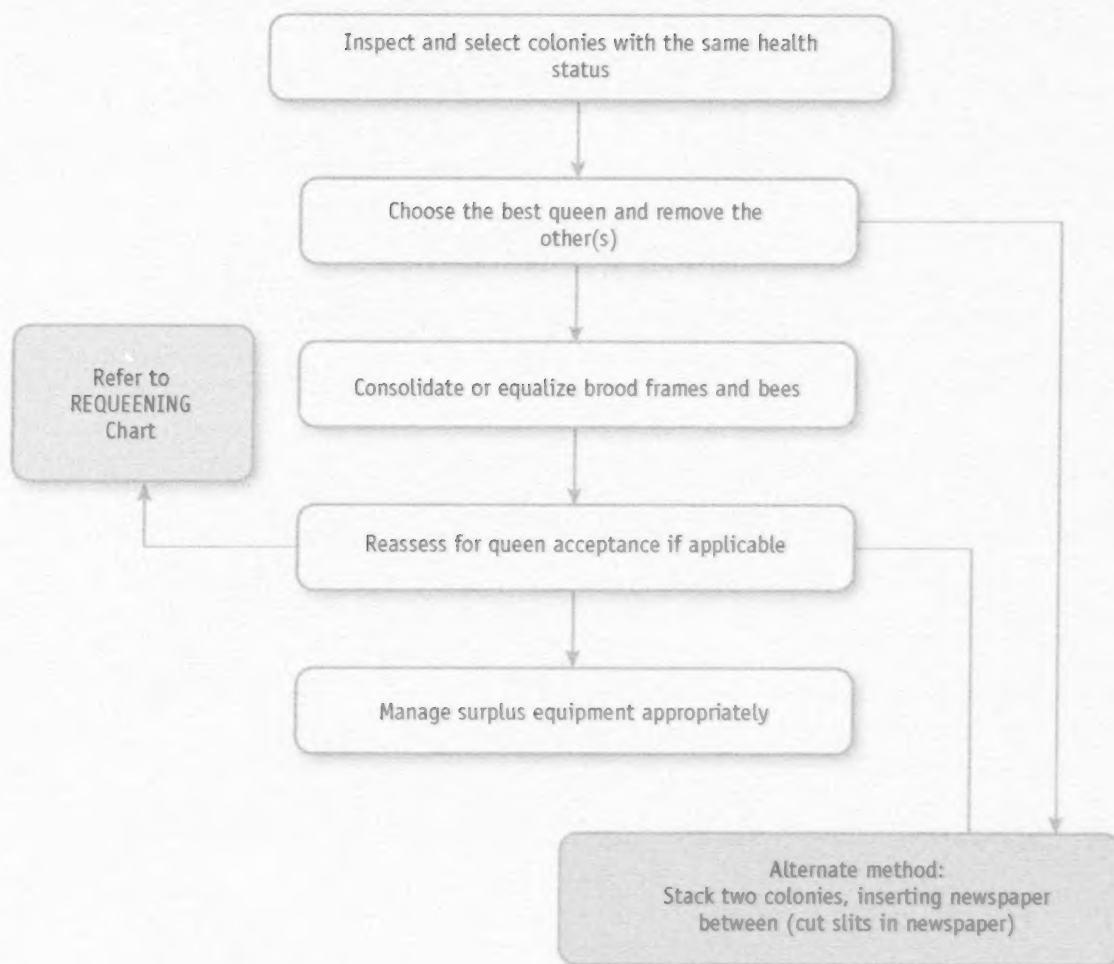 Inspect and select colonies with the same health
status
Choose the best queen and remove the
other(s)
Consolidate or equalize brood frames and bees
Refer to
REQUEENING
Chart
Reassess for queen acceptance if applicable
Manage surplus equipment appropriately
Alternate method:
Stack two colonies, inserting newspaper
between (cut slits in newspaper)